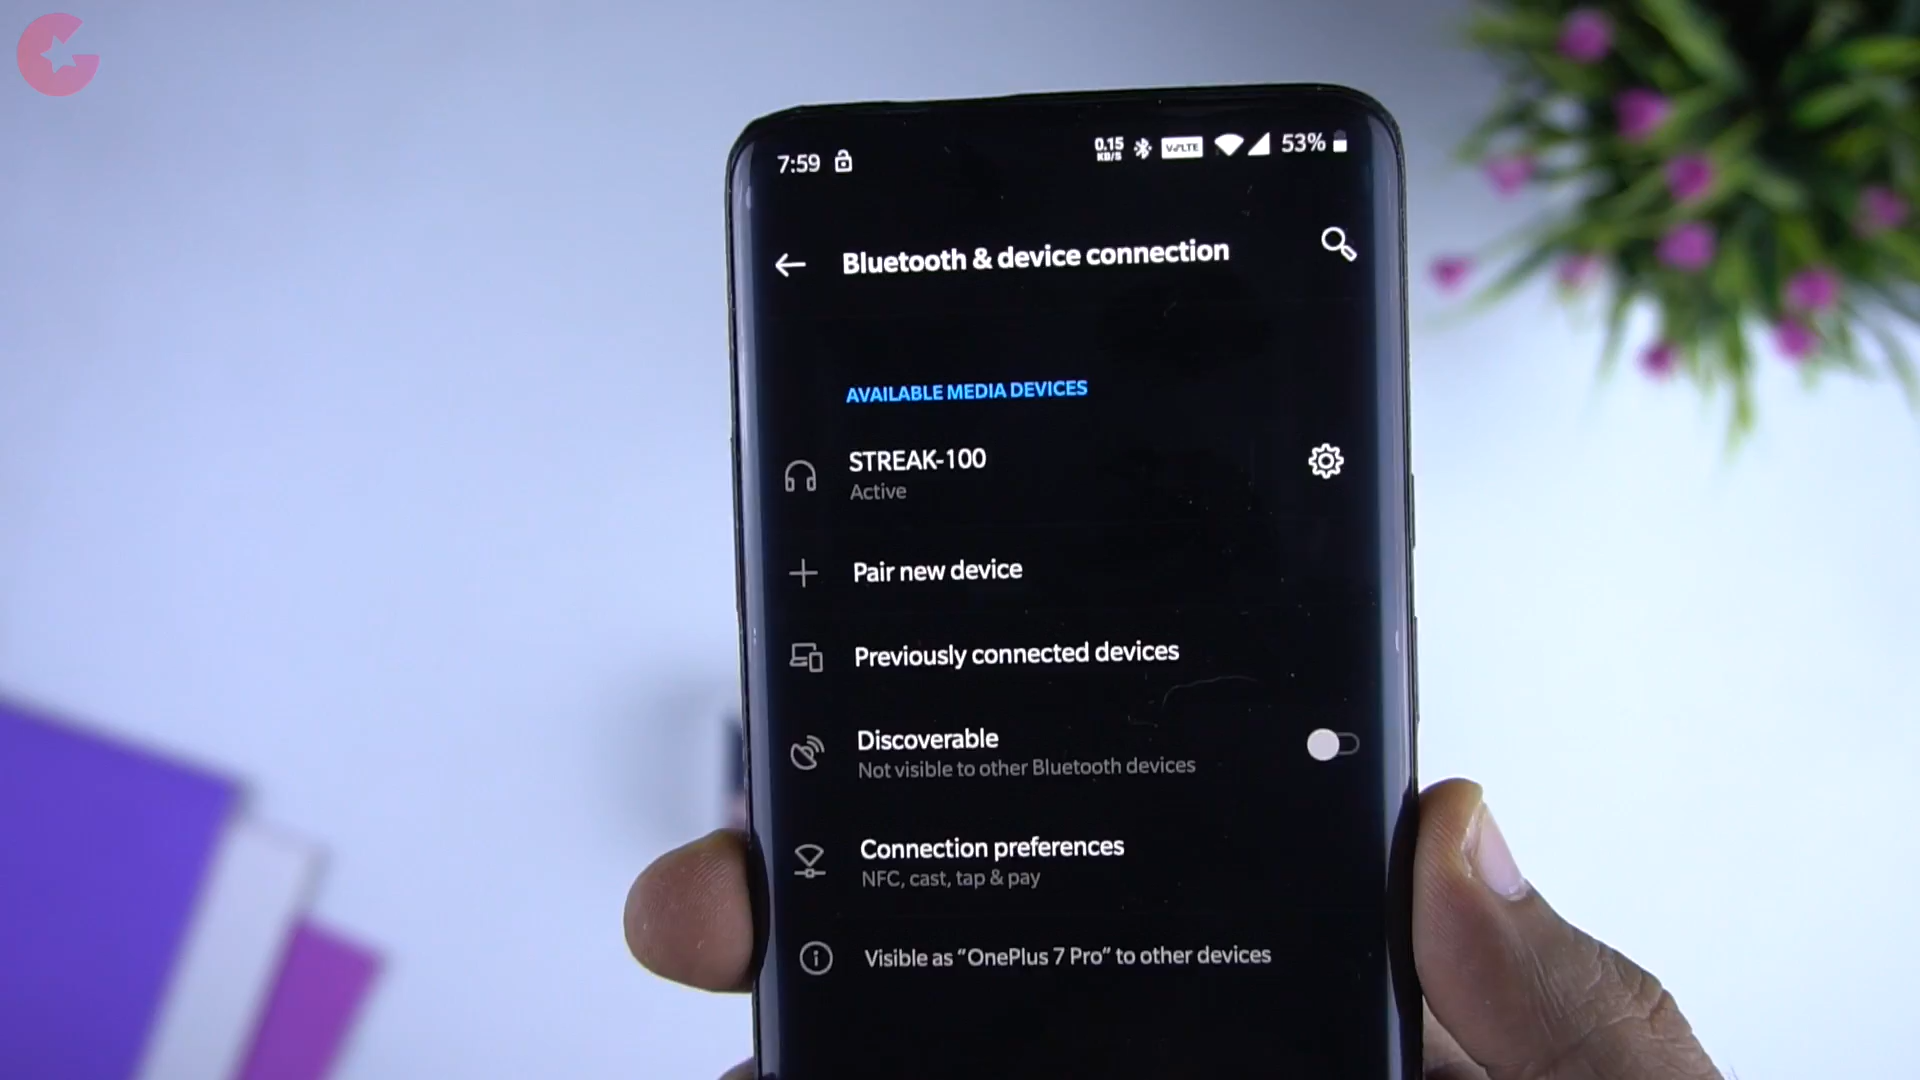 7:59
0.15
KB/S
VoLTE
53%
Bluetooth & device connection
AVAILABLE MEDIA DEVICES
STREAK-100
Active
Pair new device
Previously connected devices
Discoverable
Not visible to other Bluetooth devices
Connection preferences
NFC, cast, tap & pay
Visible as “OnePlus 7 Pro” to other devices